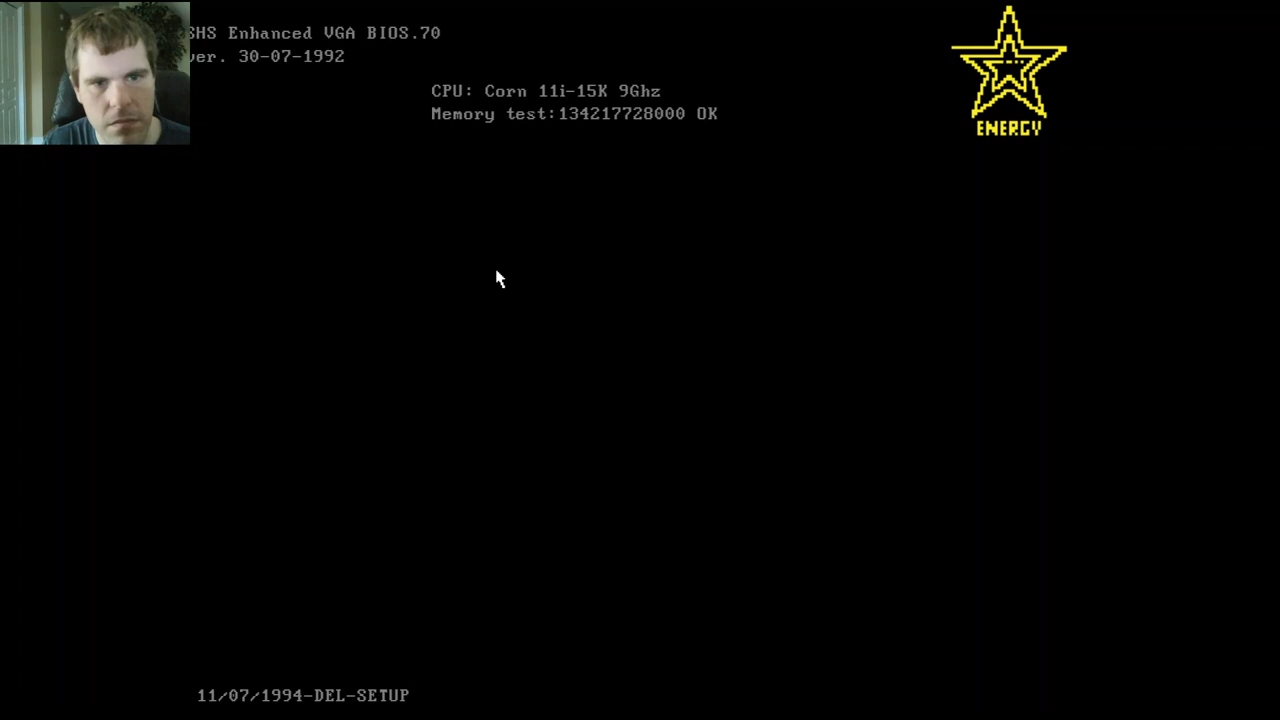 SHS Enhanced VGA BIOS.70
ver. 30-07-1992
CPU: Corn 11i-15K 9Ghz
Memory test:134217728000 OK
ENERGY
11/07/1994-DEL-SETUP